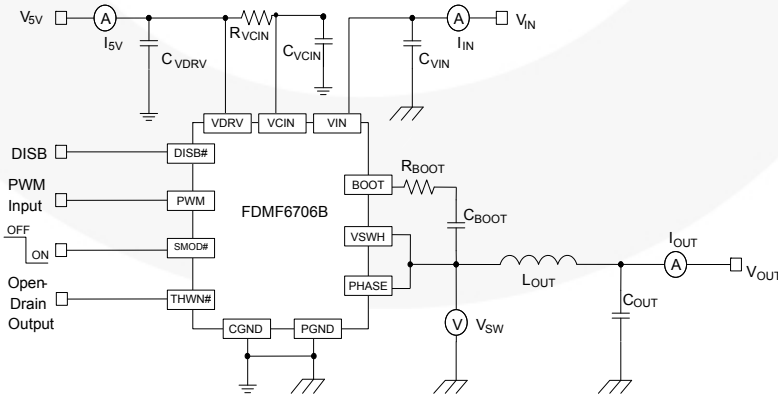 V5V
A
I5V
RVCIN
CVDRV
CVCIN
A
IIN
VIN
CVIN
VDRV
VCIN
VIN
DISB
DISB#
PWM
Input
PWM
OFF
ON
SMOD#
Open-
Drain
Output
THWN#
FDMF6706B
BOOT
RBOOT
CBOOT
VSWH
PHASE
CGND
PGND
V
VSW
LOUT
IOUT
A
VOUT
COUT